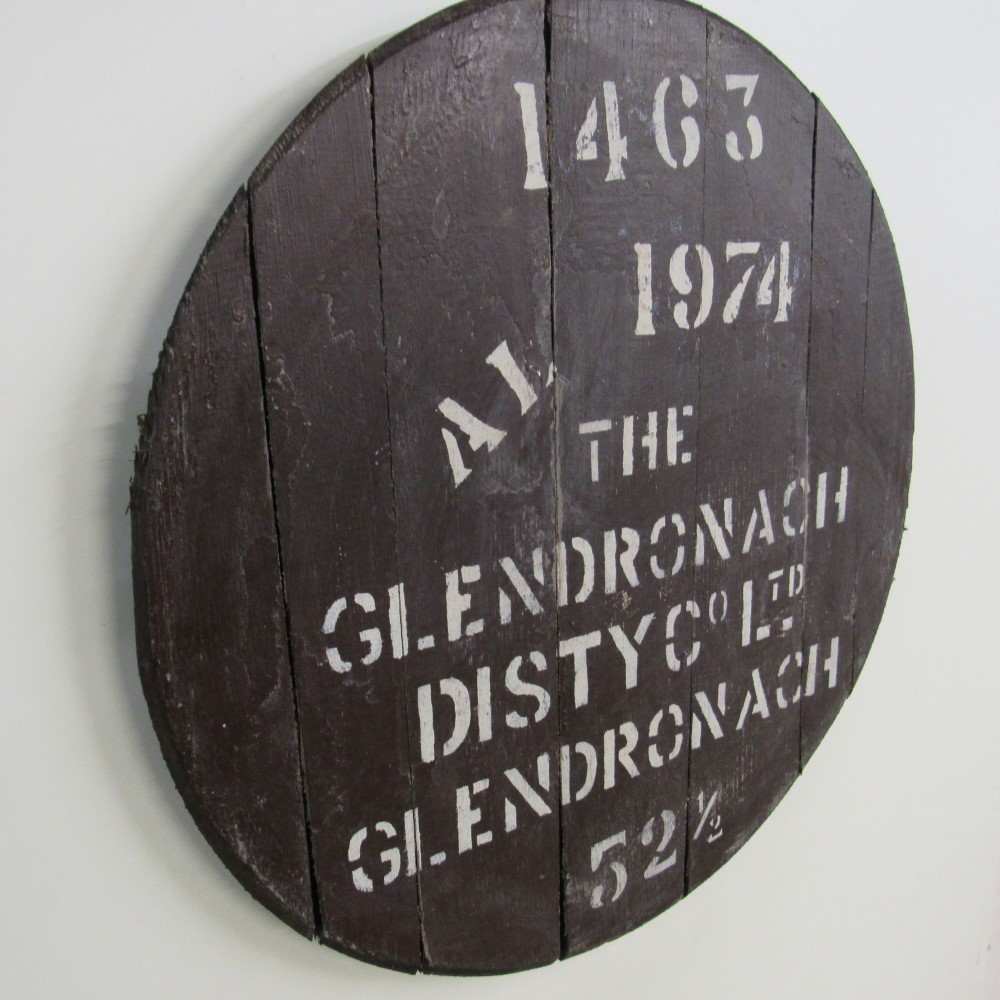 1463
1974
AL
THE
GLENDRONACH
DISTY Cº LTD
GLENDRONACH
52½